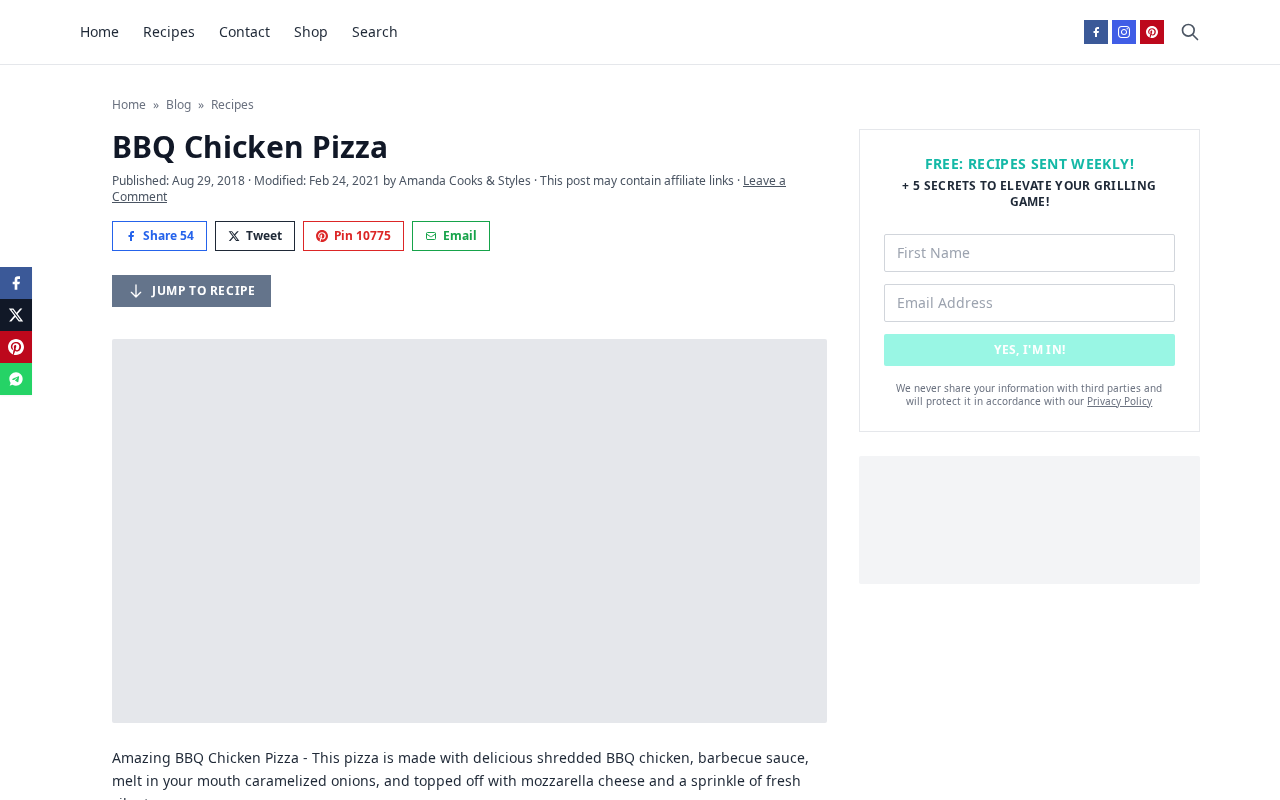 Home Recipes Contact Shop Search
Home » Blog » Recipes
BBQ Chicken Pizza
Published: Aug 29, 2018 · Modified: Feb 24, 2021 by Amanda Cooks & Styles · This post may contain affiliate links · Leave a
Comment
Share 54 Tweet Pin 10775 Email
JUMP TO RECIPE
FREE: RECIPES SENT WEEKLY!
+ 5 SECRETS TO ELEVATE YOUR GRILLING
GAME!
First Name
Email Address
YES, I'M IN!
We never share your information with third parties and
will protect it in accordance with our Privacy Policy
Amazing BBQ Chicken Pizza - This pizza is made with delicious shredded BBQ chicken, barbecue sauce,
melt in your mouth caramelized onions, and topped off with mozzarella cheese and a sprinkle of fresh